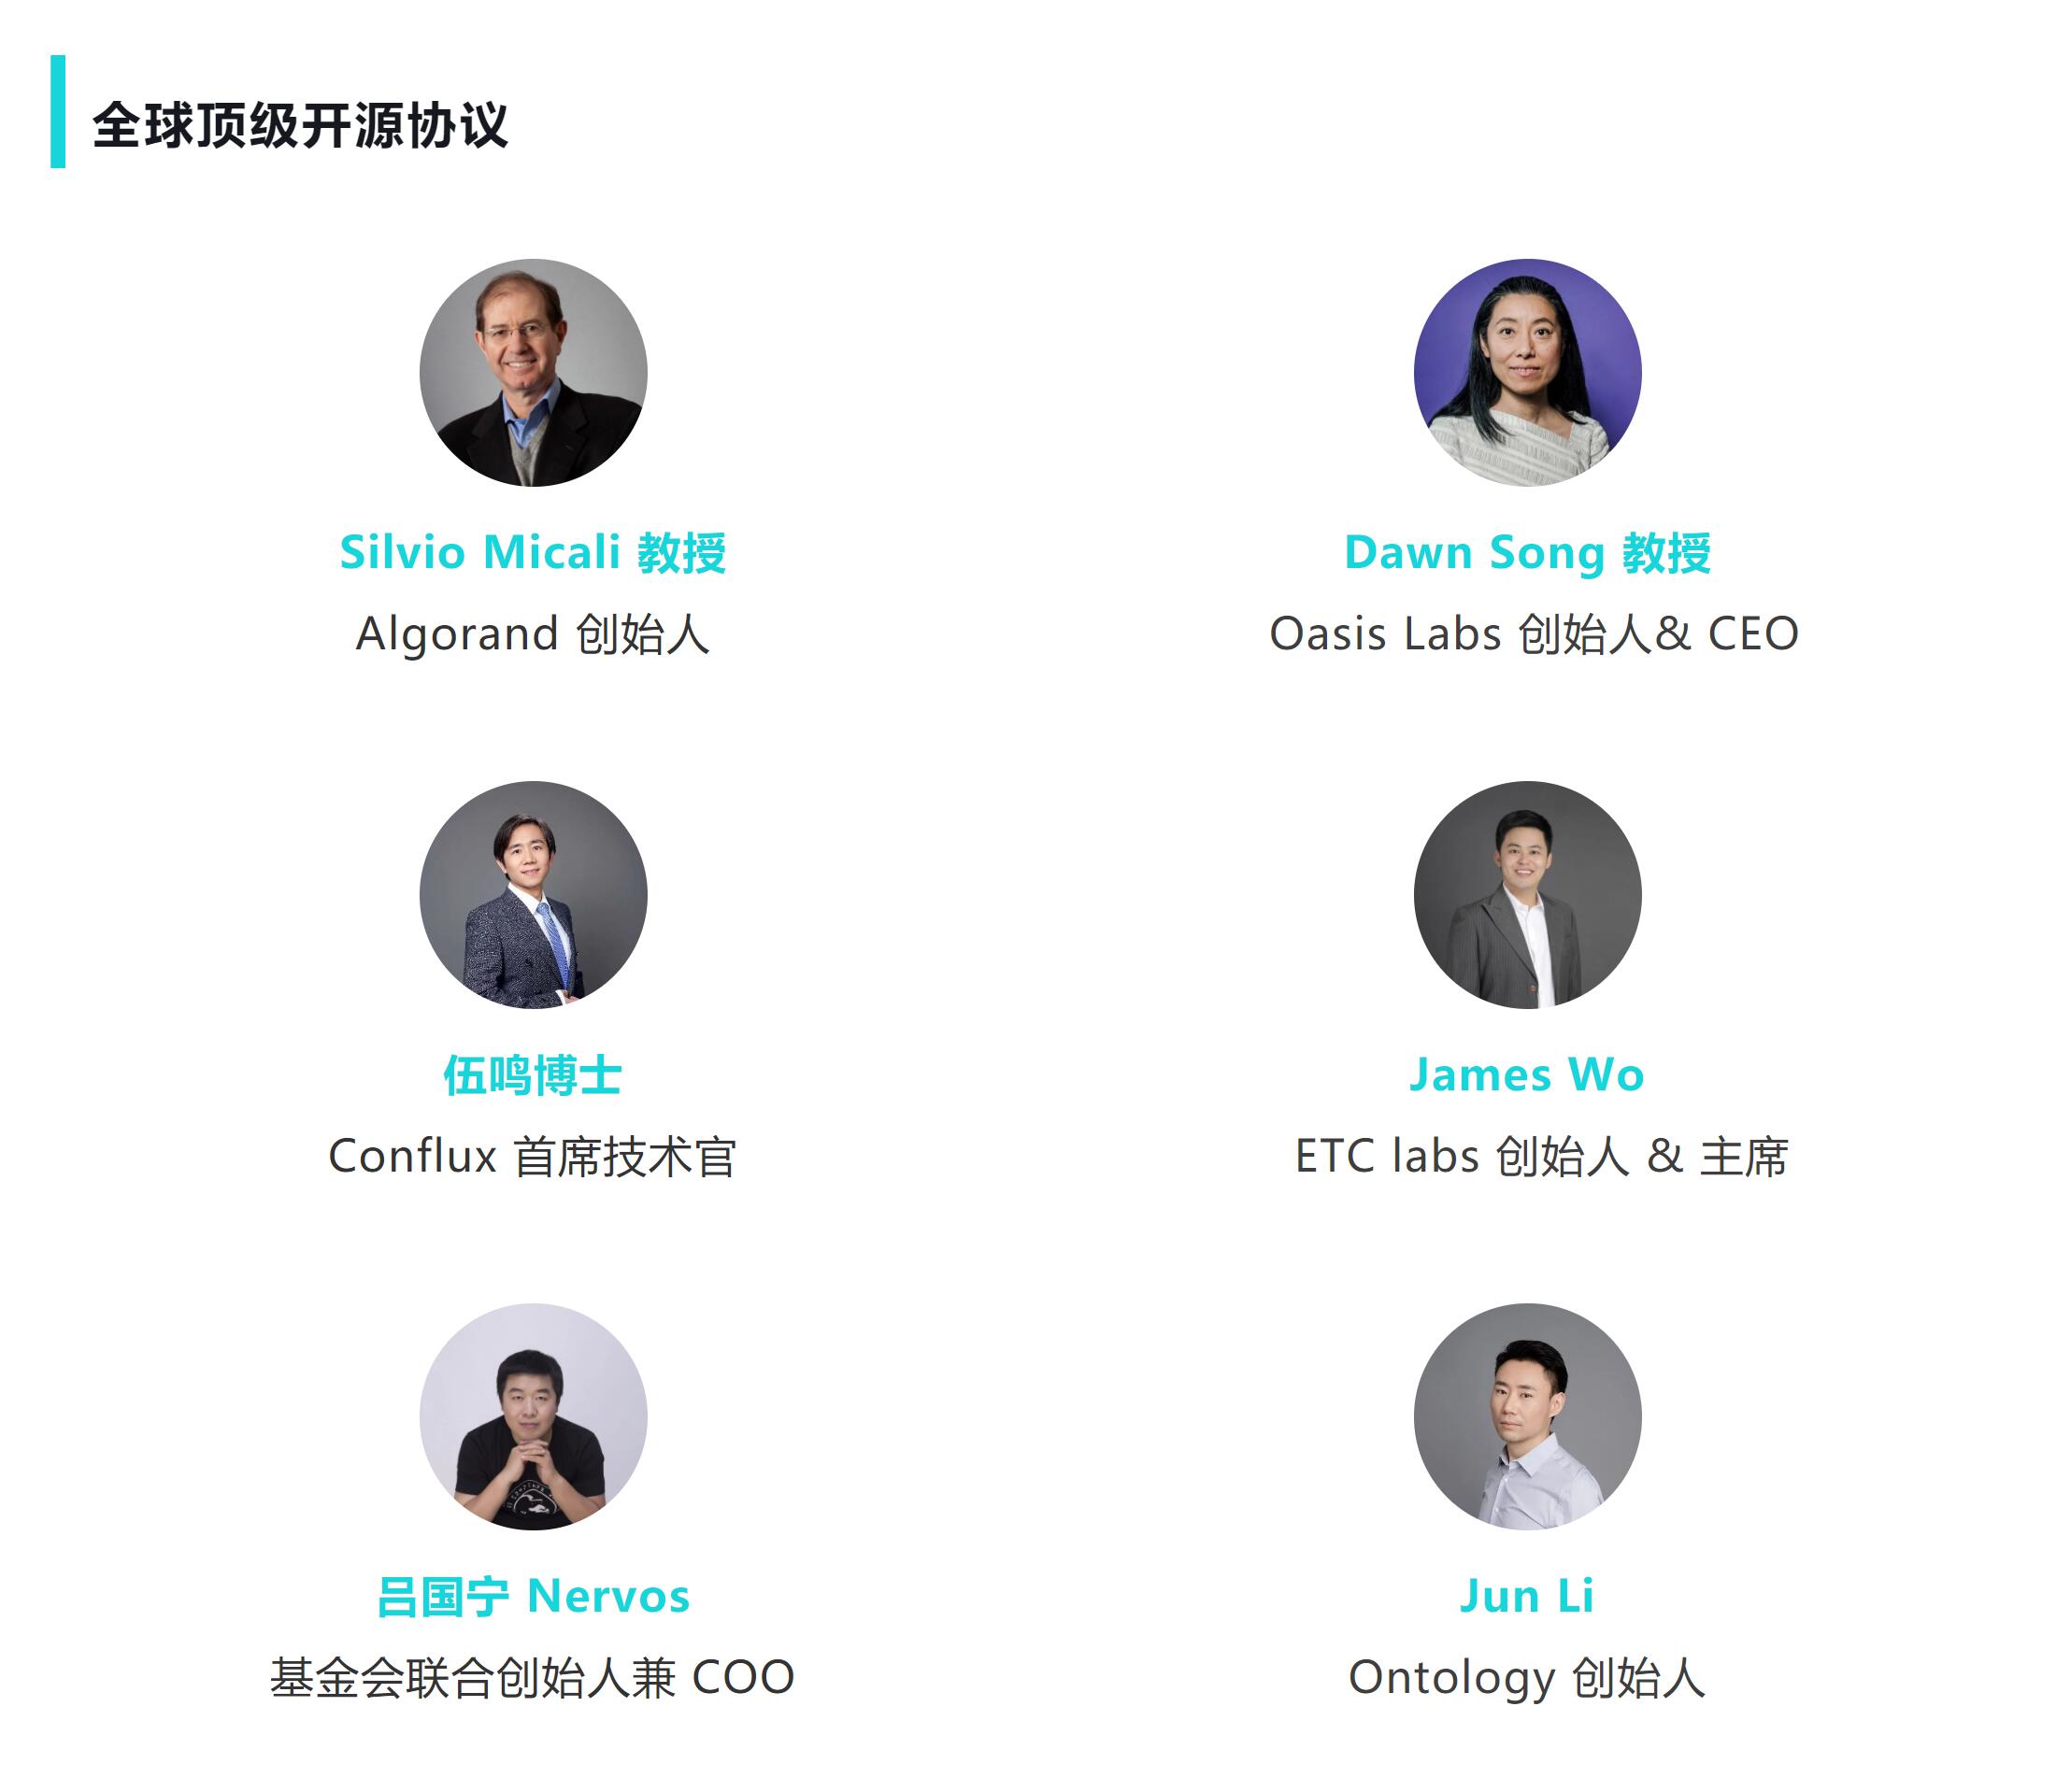 全球顶级开源协议
Silvio Micali 教授
Dawn Song 教授
Algorand 创始人
Oasis Labs 创始人& CEO
伍鸣博士
James Wo
Conflux 首席技术官
ETC labs 创始人 & 主席
吕国宁 Nervos
Jun Li
基金会联合创始人兼 COO
Ontology 创始人